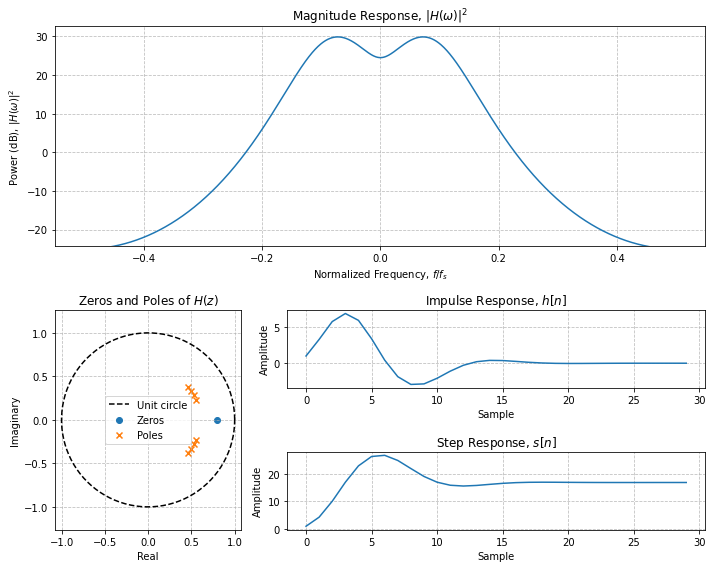 Magnitude Response, |H(ω)|²
Power (dB), |H(ω)|²
30
20
10
0
−10
−20
−0.4
−0.2
0.0
0.2
0.4
Normalized Frequency, f/fₛ
Zeros and Poles of H(z)
Imaginary
1.0
0.5
0.0
−0.5
−1.0
Unit circle
Zeros
Poles
−1.0
−0.5
0.0
0.5
1.0
Real
Impulse Response, h[n]
Amplitude
5
0
0
5
10
15
20
25
30
Sample
Step Response, s[n]
Amplitude
20
10
0
0
5
10
15
20
25
30
Sample